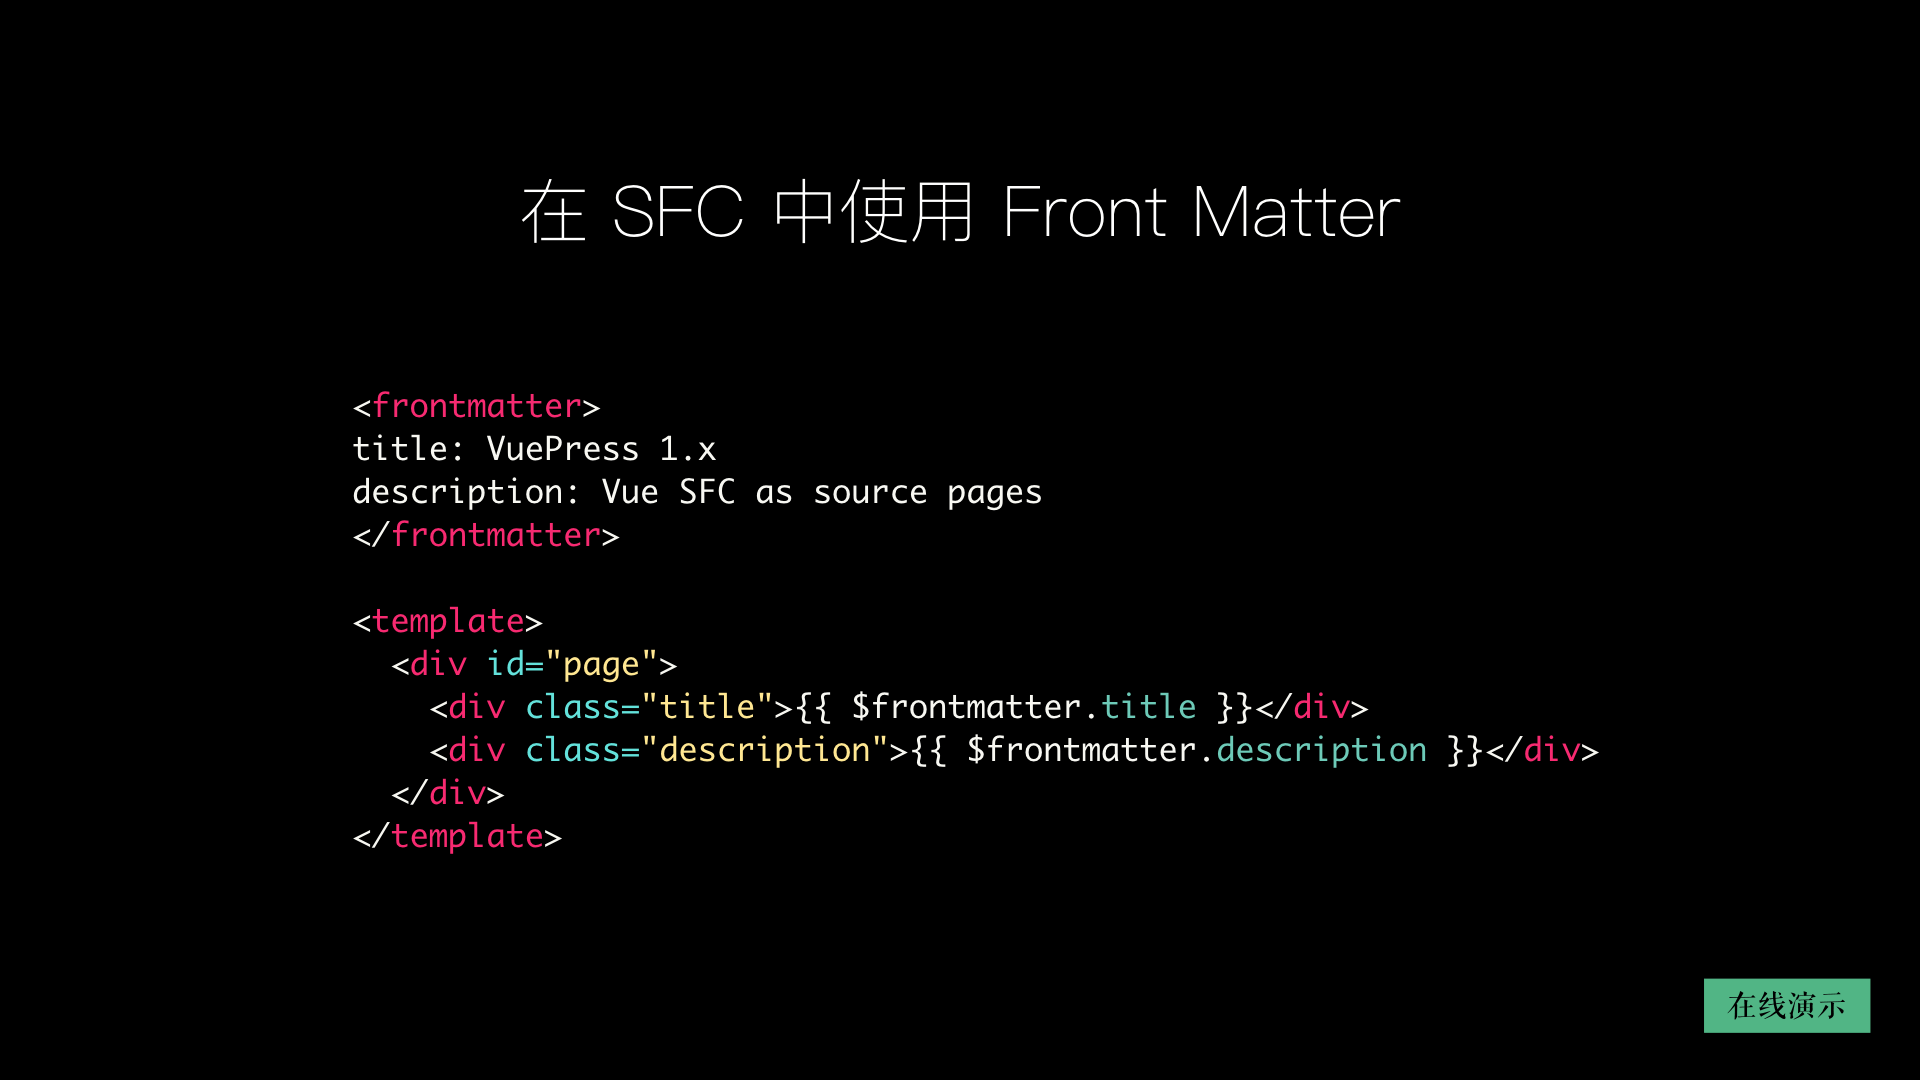 在 SFC 中使用 Front Matter
<frontmatter>
title: VuePress 1.x
description: Vue SFC as source pages
</frontmatter>
<template>
  <div id="page">
    <div class="title">{{ $frontmatter.title }}</div>
    <div class="description">{{ $frontmatter.description }}</div>
  </div>
</template>
在线演示